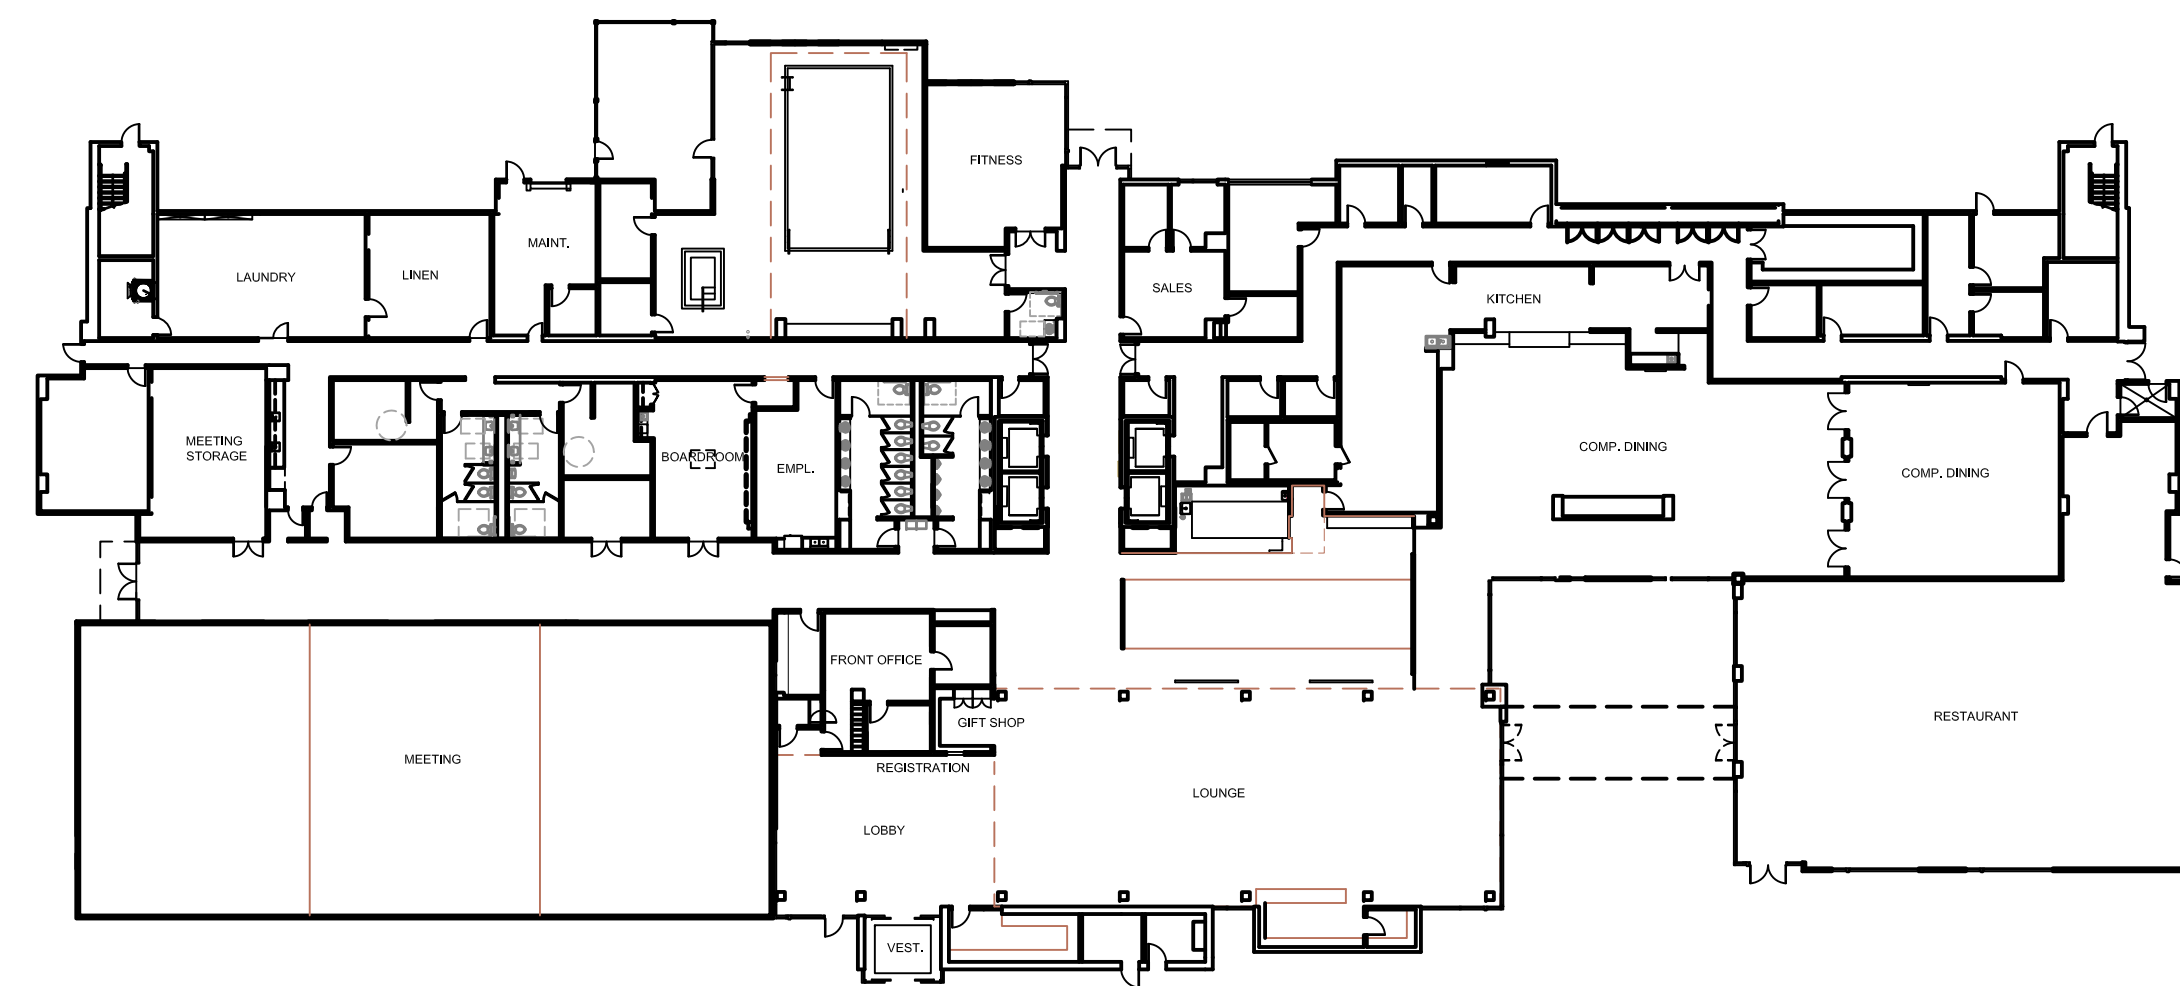 FITNESS
MAINT.
LAUNDRY
LINEN
SALES
KITCHEN
MEETING
STORAGE
BOARDROOM
EMPL.
COMP. DINING
COMP. DINING
FRONT OFFICE
GIFT SHOP
RESTAURANT
MEETING
REGISTRATION
LOUNGE
LOBBY
VEST.